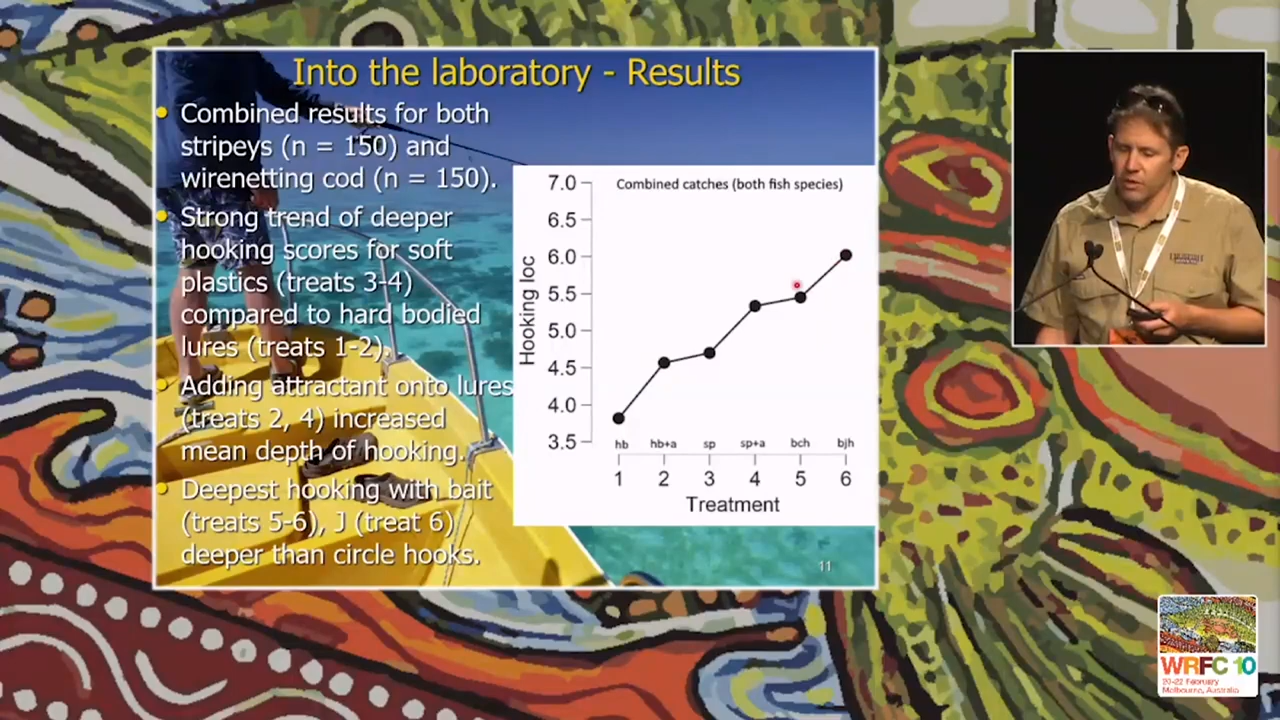 Into the laboratory - Results
Combined results for both
stripeys (n = 150) and
wirenetting cod (n = 150).
Strong trend of deeper
hooking scores for soft
plastics (treats 3-4)
compared to hard bodied
lures (treats 1-2).
Adding attractant onto lures
(treats 2, 4) increased
mean depth of hooking.
Deepest hooking with bait
(treats 5-6), J (treat 6)
deeper than circle hooks.
Combined catches (both fish species)
Hooking loc
7.0
6.5
6.0
5.5
5.0
4.5
4.0
3.5
hb hb+a sp sp+a bch bjh
1 2 3 4 5 6
Treatment
11
WRFC 10
20-22 February
Melbourne, Australia